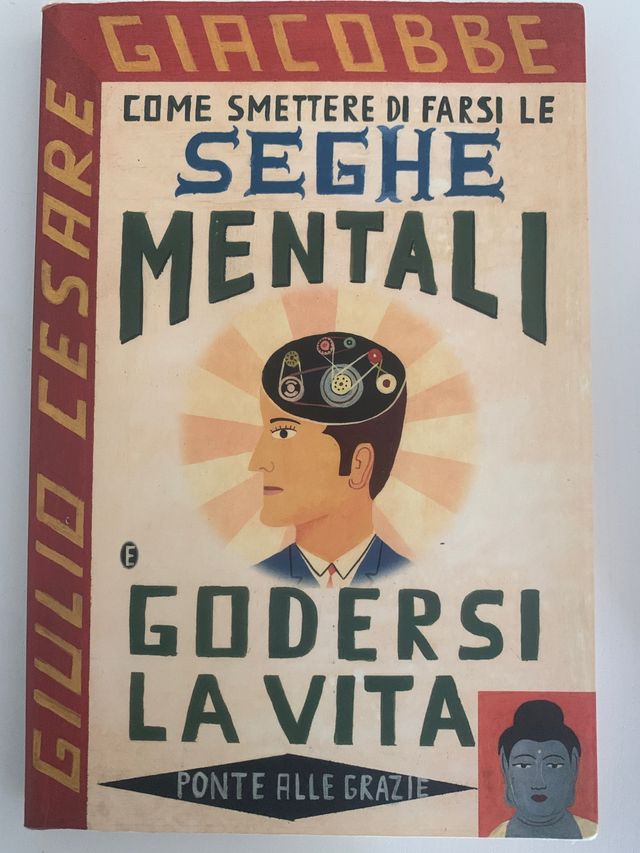 GIULIO CESARE
GIACOBBE
COME SMETTERE DI FARSI LE
SEGHE
MENTALI
E
GODERSI
LA VITA
PONTE ALLE GRAZIE